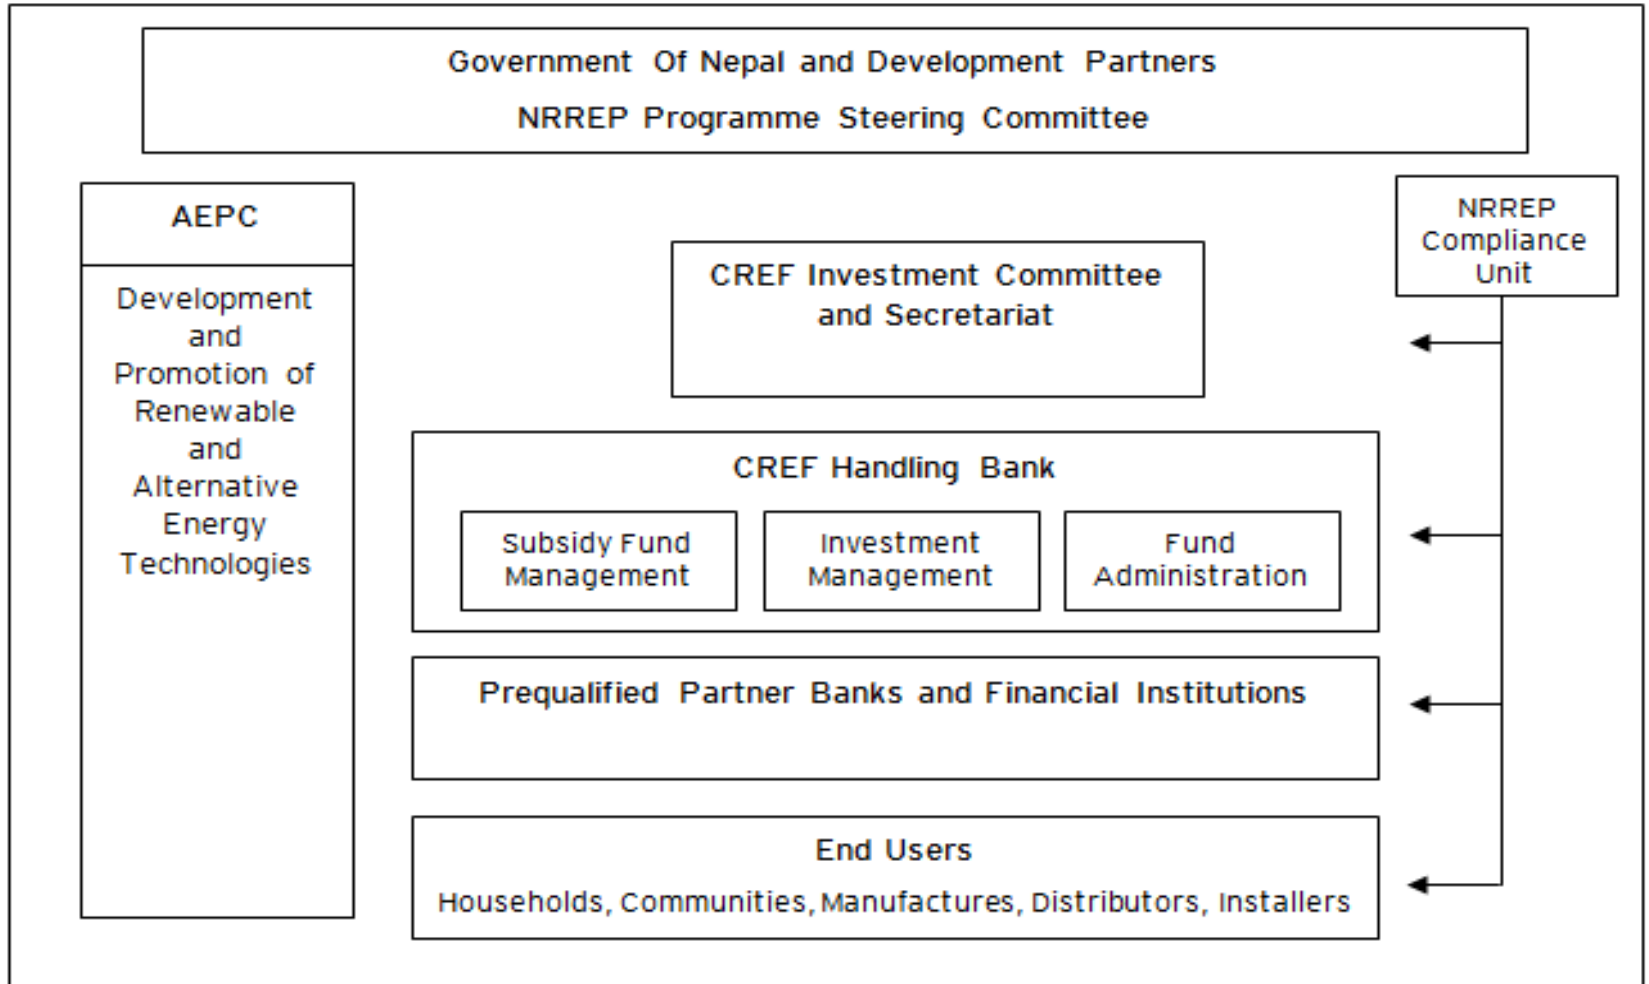 Government Of Nepal and Development Partners
NRREP Programme Steering Committee
AEPC
Development
and
Promotion of
Renewable
and
Alternative
Energy
Technologies
NRREP
Compliance
Unit
CREF Investment Committee
and Secretariat
CREF Handling Bank
Subsidy Fund
Management
Investment
Management
Fund
Administration
Prequalified Partner Banks and Financial Institutions
End Users
Households, Communities, Manufactures, Distributors, Installers